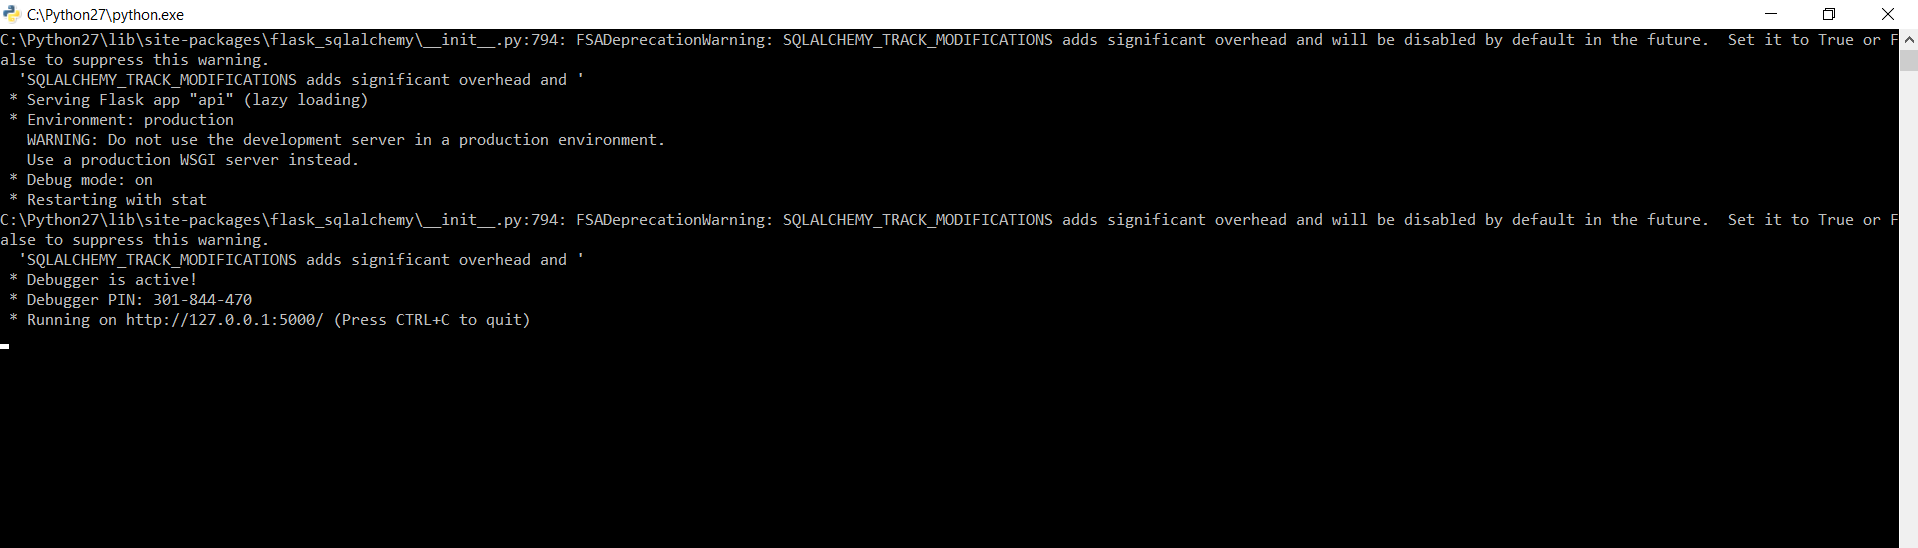 C:\Python27\python.exe
C:\Python27\lib\site-packages\flask_sqlalchemy\__init__.py:794: FSADeprecationWarning: SQLALCHEMY_TRACK_MODIFICATIONS adds significant overhead and will be disabled by default in the future.  Set it to True or F
alse to suppress this warning.
  'SQLALCHEMY_TRACK_MODIFICATIONS adds significant overhead and '
 * Serving Flask app "api" (lazy loading)
 * Environment: production
   WARNING: Do not use the development server in a production environment.
   Use a production WSGI server instead.
 * Debug mode: on
 * Restarting with stat
C:\Python27\lib\site-packages\flask_sqlalchemy\__init__.py:794: FSADeprecationWarning: SQLALCHEMY_TRACK_MODIFICATIONS adds significant overhead and will be disabled by default in the future.  Set it to True or F
alse to suppress this warning.
  'SQLALCHEMY_TRACK_MODIFICATIONS adds significant overhead and '
 * Debugger is active!
 * Debugger PIN: 301-844-470
 * Running on http://127.0.0.1:5000/ (Press CTRL+C to quit)